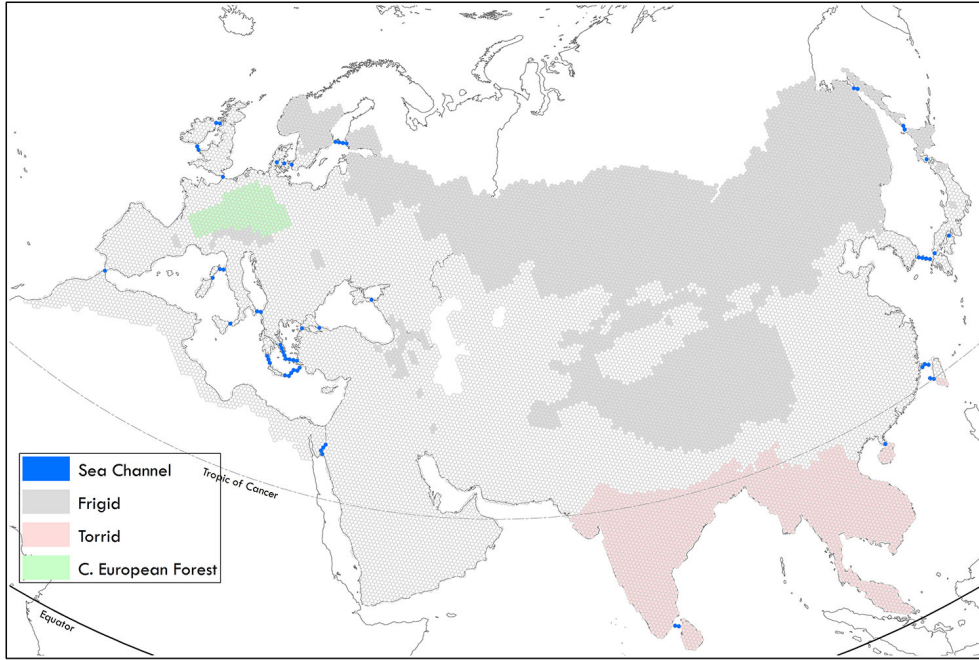 Sea Channel
Frigid
Torrid
C. European Forest
Tropic of Cancer
Equator